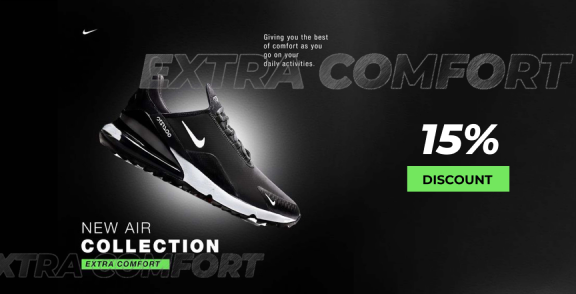 Giving you the best
of comfort as you
go on your
daily activities.
EXTRA COMFORT
15%
DISCOUNT
NEW AIR
COLLECTION
EXTRA COMFORT
XTRA COMFORT